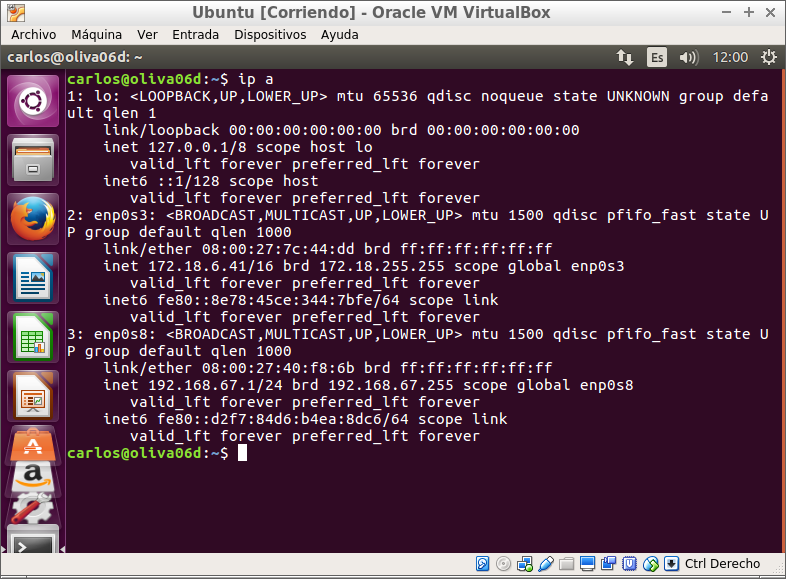 Ubuntu [Corriendo] - Oracle VM VirtualBox
Archivo Máquina Ver Entrada Dispositivos Ayuda
carlos@oliva06d: ~ Es 12:00
carlos@oliva06d:~$ ip a
1: lo: <LOOPBACK,UP,LOWER_UP> mtu 65536 qdisc noqueue state UNKNOWN group defa
ult qlen 1
    link/loopback 00:00:00:00:00:00 brd 00:00:00:00:00:00
    inet 127.0.0.1/8 scope host lo
       valid_lft forever preferred_lft forever
    inet6 ::1/128 scope host
       valid_lft forever preferred_lft forever
2: enp0s3: <BROADCAST,MULTICAST,UP,LOWER_UP> mtu 1500 qdisc pfifo_fast state U
P group default qlen 1000
    link/ether 08:00:27:7c:44:dd brd ff:ff:ff:ff:ff:ff
    inet 172.18.6.41/16 brd 172.18.255.255 scope global enp0s3
       valid_lft forever preferred_lft forever
    inet6 fe80::8e78:45ce:344:7bfe/64 scope link
       valid_lft forever preferred_lft forever
3: enp0s8: <BROADCAST,MULTICAST,UP,LOWER_UP> mtu 1500 qdisc pfifo_fast state U
P group default qlen 1000
    link/ether 08:00:27:40:f8:6b brd ff:ff:ff:ff:ff:ff
    inet 192.168.67.1/24 brd 192.168.67.255 scope global enp0s8
       valid_lft forever preferred_lft forever
    inet6 fe80::d2f7:84d6:b4ea:8dc6/64 scope link
       valid_lft forever preferred_lft forever
carlos@oliva06d:~$
Ctrl Derecho